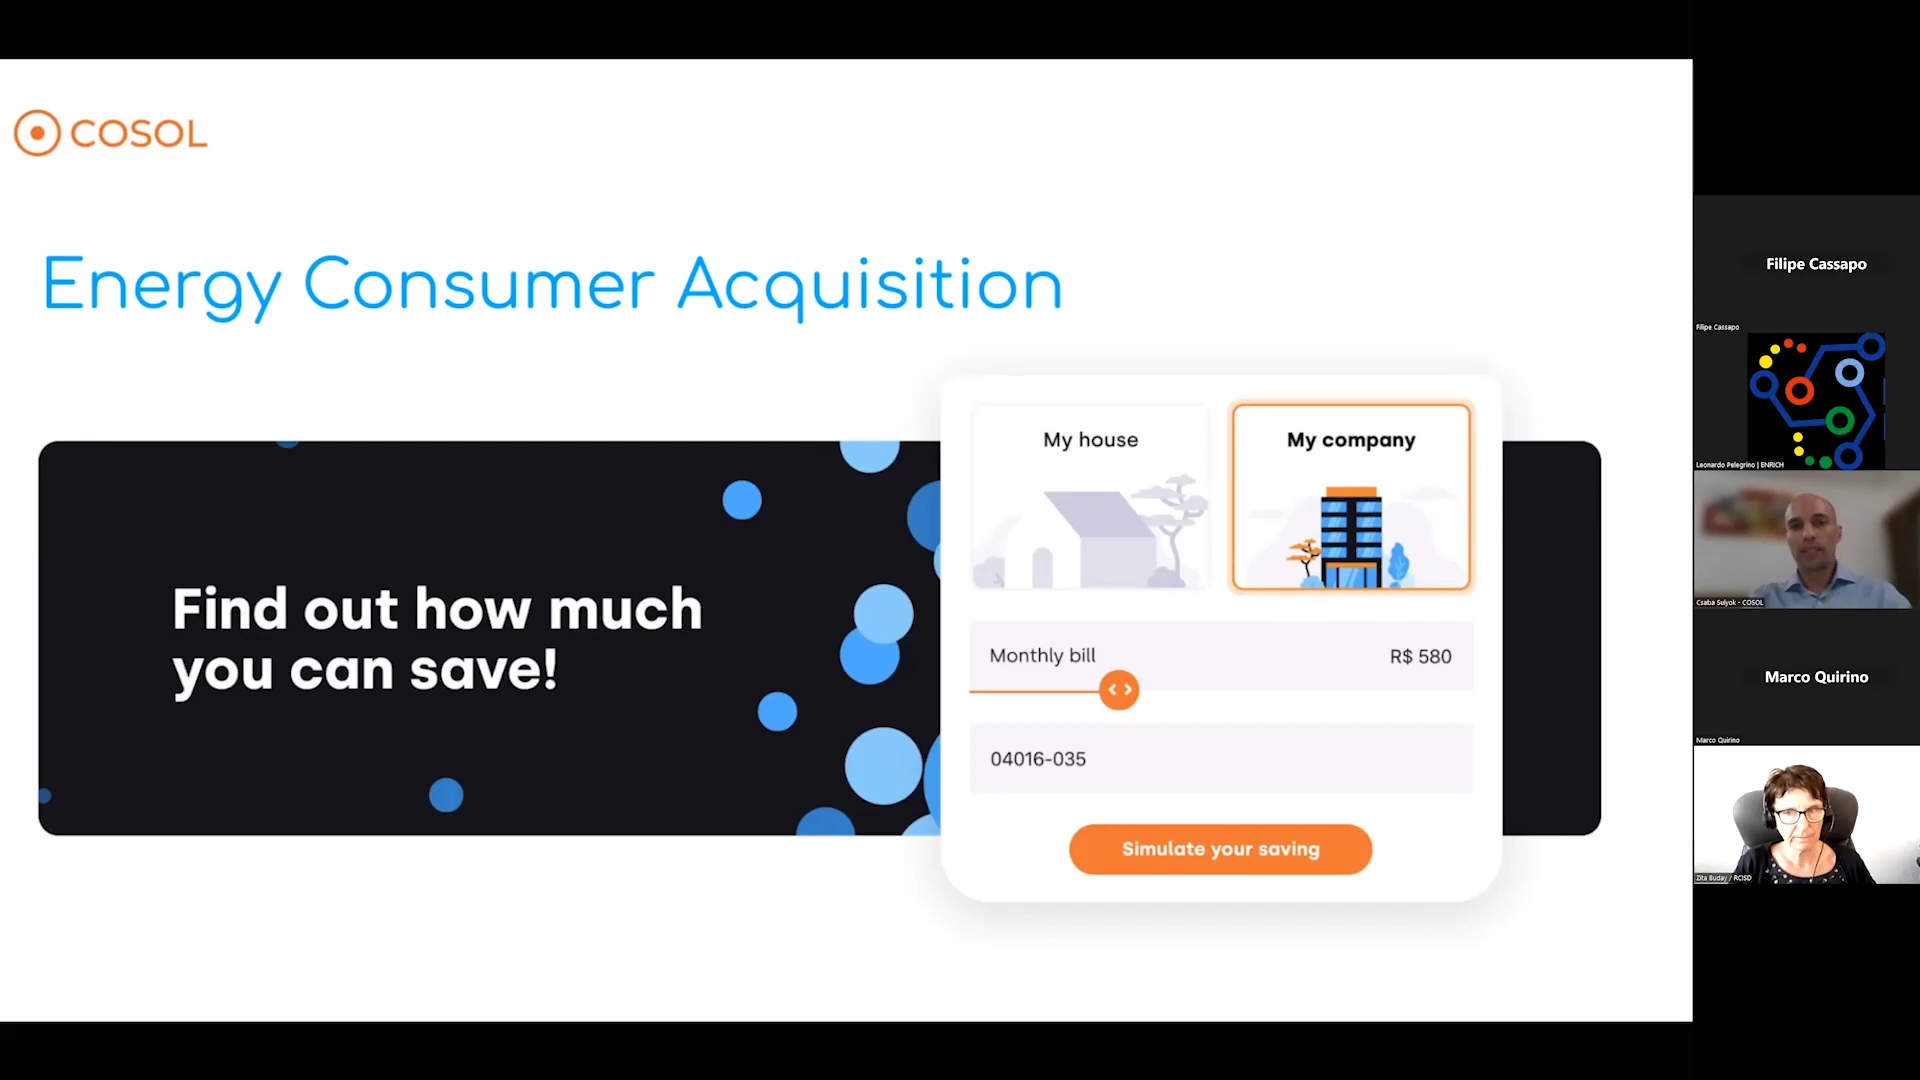 COSOL
Energy Consumer Acquisition
Find out how much
you can save!
My house
My company
Monthly bill
R$ 580
04016-035
Simulate your saving
Filipe Cassapo
Filipe Cassapo
Leonardo Pelegrino | ENRICH
Csaba Sulyok - COSOL
Marco Quirino
Marco Quirino
Zita Buday / RCISD